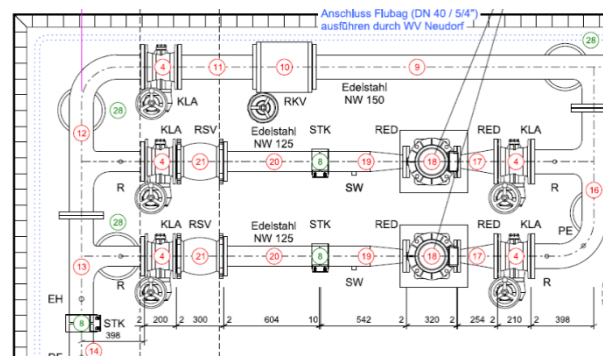 Anschluss Flubag (DN 40 / 5/4")
ausführen durch WV Neudorf
28
4
11
10
9
KLA
RKV
Edelstahl
NW 150
28
12
KLA
RSV
Edelstahl
NW 125
STK
RED
RED
KLA
4
21
20
8
19
18
17
4
R
SW
R
16
28
KLA
RSV
Edelstahl
NW 125
STK
RED
RED
KLA
PE
13
4
21
20
8
19
18
17
4
R
SW
R
EH
8
STK
2
200
2
300
2
604
10
542
2
320
2
254
2
210
2
398
398
14